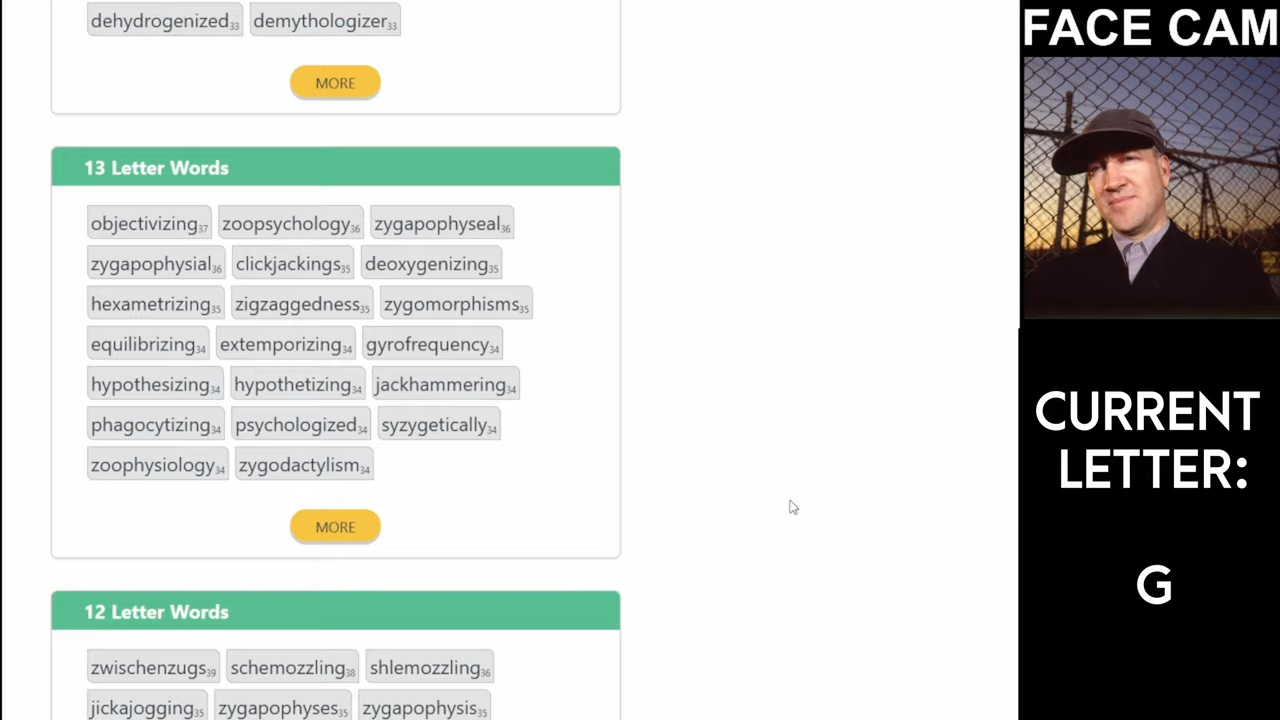 dehydrogenized33 demythologizer33
MORE
13 Letter Words
objectivizing37 zoopsychology36 zygapophyseal36
zygapophysial36 clickjackings35 deoxygenizing35
hexametrizing35 zigzaggedness35 zygomorphisms35
equilibrizing34 extemporizing34 gyrofrequency34
hypothesizing34 hypothetizing34 jackhammering34
phagocytizing34 psychologized34 syzygetically34
zoophysiology34 zygodactylism34
MORE
12 Letter Words
zwischenzugs39 schemozzling38 shlemozzling36
jickajogging35 zygapophyses35 zygapophysis35
FACE CAM
CURRENT
LETTER:
G